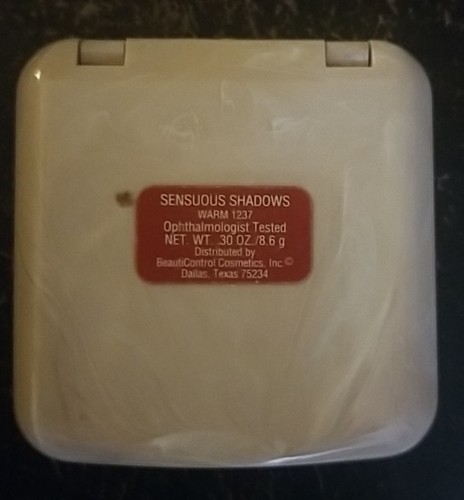 SENSUOUS SHADOWS
WARM 1237
Ophthalmologist Tested
NET. WT. .30 OZ./8.6 g
Distributed by
BeautiControl Cosmetics, Inc.©
Dallas, Texas 75234